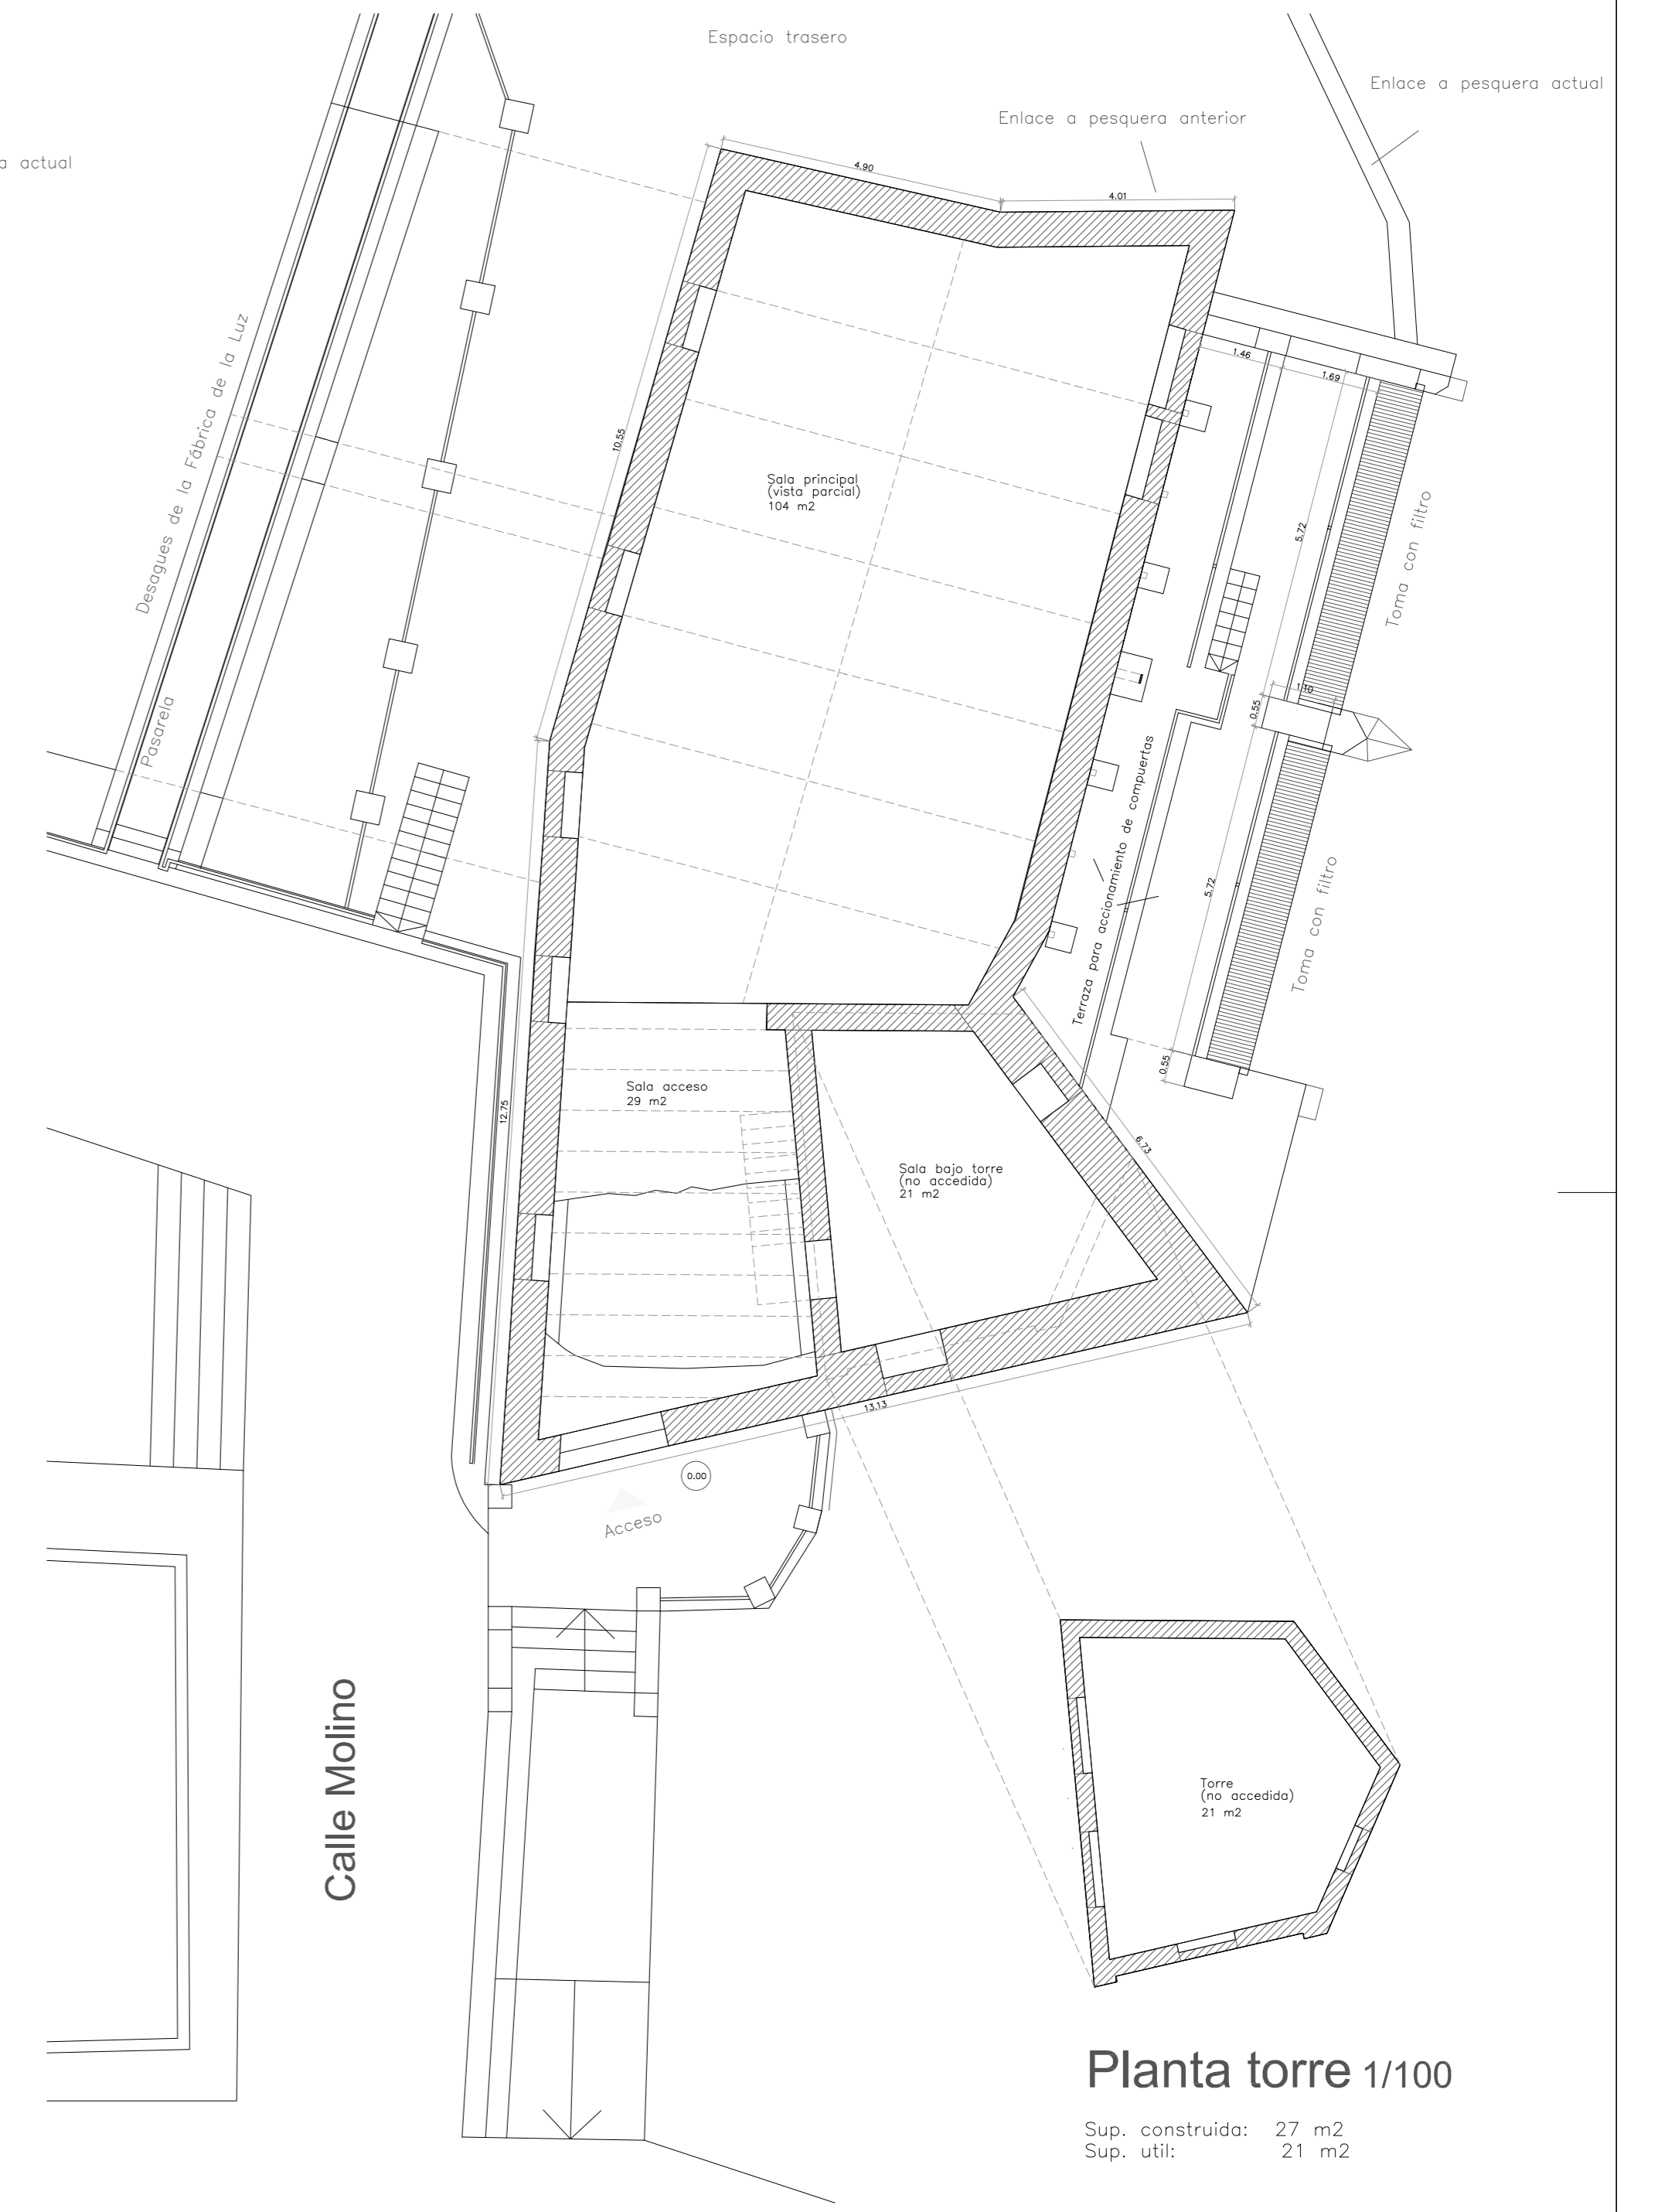 Espacio trasero
Enlace a pesquera actual
Enlace a pesquera anterior
a actual
4.90
4.01
Desagues de la Fábrica de la Luz
1.46
1.69
10.55
Sala principal
(vista parcial)
104 m2
5.72
Toma con filtro
Pasarela
1.10
0.55
Terraza para accionamiento de compuertas
5.72
Toma con filtro
0.55
Sala acceso
29 m2
12.75
6.73
Sala bajo torre
(no accedida)
21 m2
13.13
0.00
Acceso
Calle Molino
Torre
(no accedida)
21 m2
Planta torre 1/100
Sup. construida: 27 m2
Sup. util: 21 m2